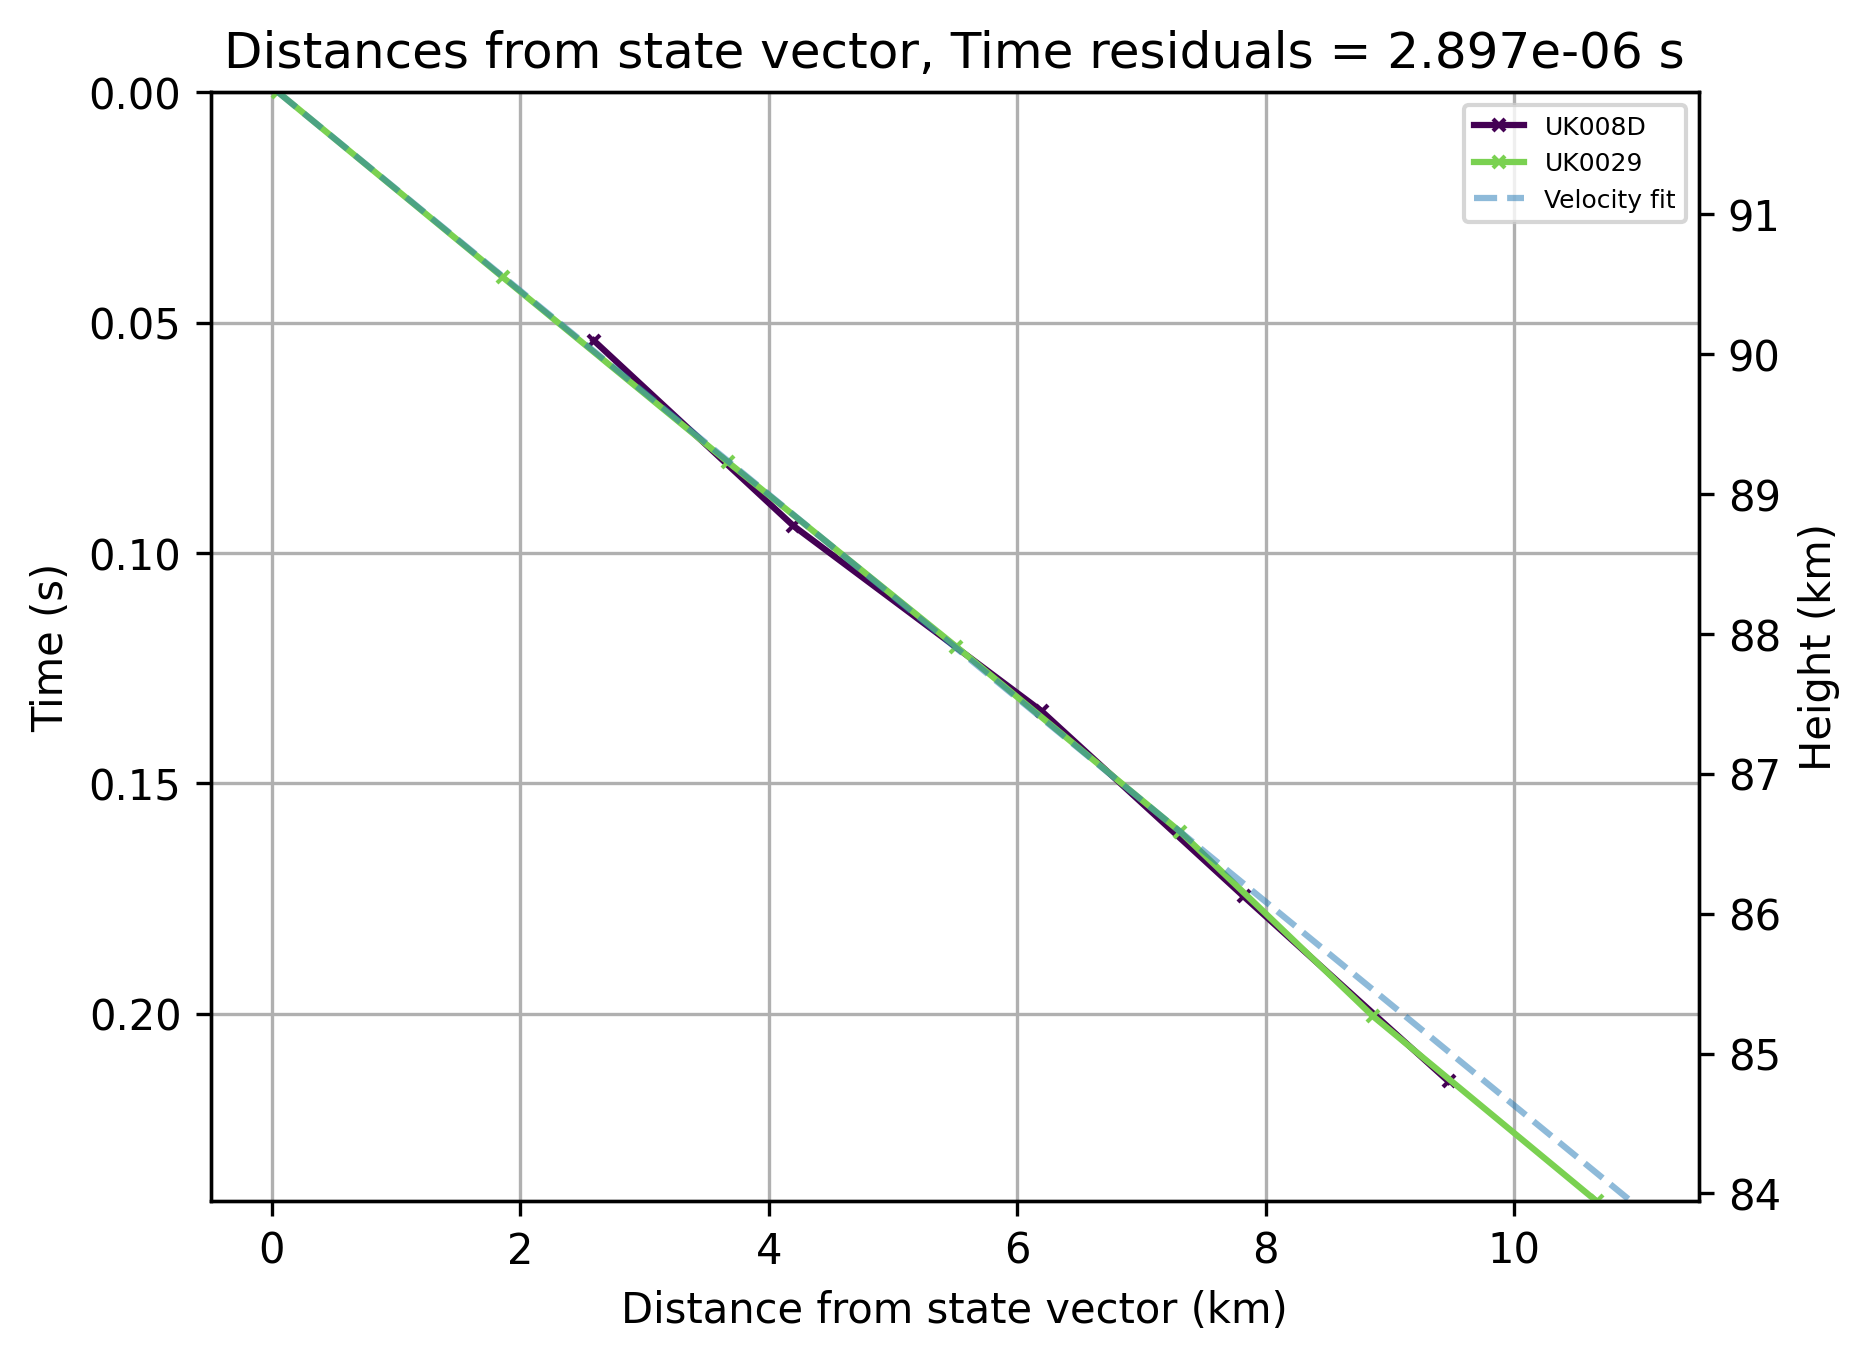 Distances from state vector, Time residuals = 2.897e-06 s
UK008D
UK0029
Velocity fit
Time (s)
0.00
0.05
0.10
0.15
0.20
Height (km)
91
90
89
88
87
86
85
84
0 2 4 6 8 10
Distance from state vector (km)